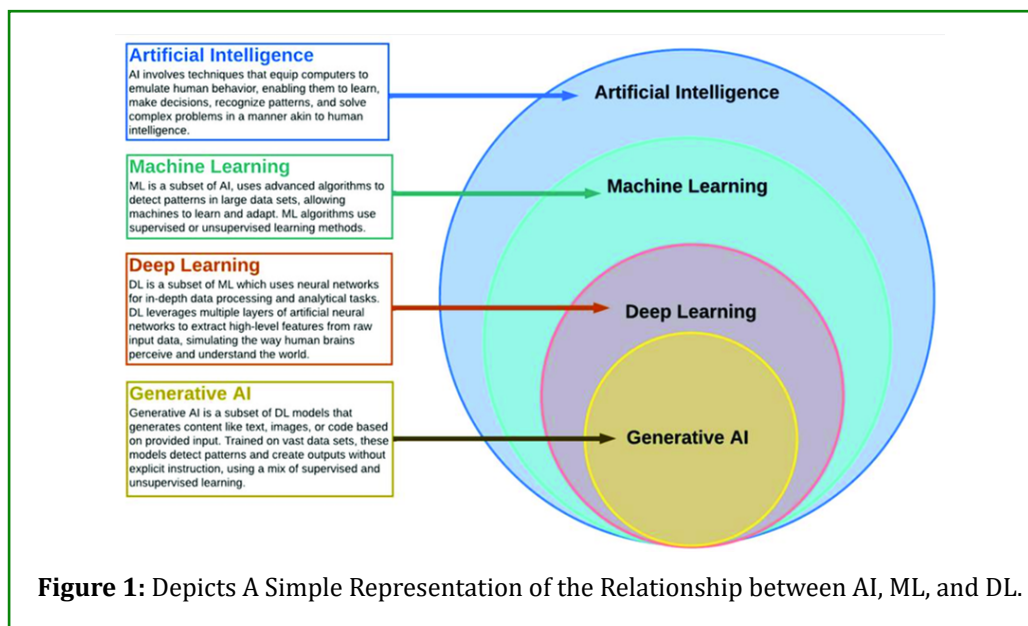 Artificial Intelligence
AI involves techniques that equip computers to
emulate human behavior, enabling them to learn,
make decisions, recognize patterns, and solve
complex problems in a manner akin to human
intelligence.
Machine Learning
ML is a subset of AI, uses advanced algorithms to
detect patterns in large data sets, allowing
machines to learn and adapt. ML algorithms use
supervised or unsupervised learning methods.
Deep Learning
DL is a subset of ML which uses neural networks
for in-depth data processing and analytical tasks.
DL leverages multiple layers of artificial neural
networks to extract high-level features from raw
input data, simulating the way human brains
perceive and understand the world.
Generative AI
Generative AI is a subset of DL models that
generates content like text, images, or code based
on provided input. Trained on vast data sets, these
models detect patterns and create outputs without
explicit instruction, using a mix of supervised and
unsupervised learning.
Artificial Intelligence
Machine Learning
Deep Learning
Generative AI
Figure 1: Depicts A Simple Representation of the Relationship between AI, ML, and DL.